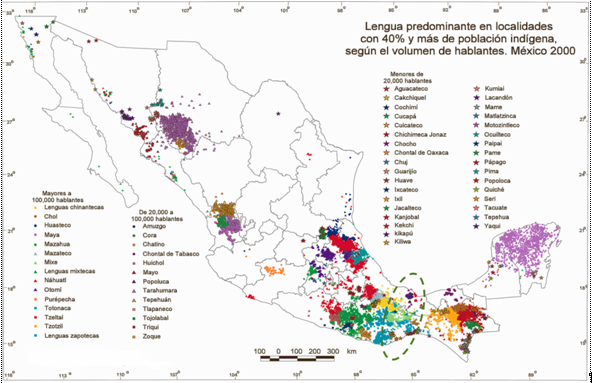 Lengua predominante en localidades
con 40% y más de población indígena,
según el volumen de hablantes. México 2000
Menores de
20,000 hablantes
Aguacateco
Cakchiquel
Cochimí
Cucapá
Cuicateco
Chichimeca Jonaz
Chocho
Chontal de Oaxaca
Chuj
Guarijío
Huave
Ixcateco
Ixil
Jacalteco
Kanjobal
Kekchi
kikapú
Kiliwa
Kumiai
Lacandón
Mame
Matlatzinca
Motozintleco
Ocuilteco
Paipai
Pame
Pápago
Pima
Popoloca
Quiché
Seri
Tacuate
Tepehua
Yaqui
Mayores a
100,000 hablantes
Lenguas chinantecas
Chol
Huasteco
Maya
Mazahua
Mazateco
Mixe
Lenguas mixtecas
Náhuatl
Otomí
Purépecha
Totonaca
Tzeltal
Tzotzil
Lenguas zapotecas
De 20,000 a
100,000 hablantes
Amuzgo
Cora
Chatino
Chontal de Tabasco
Huichol
Mayo
Popoluca
Tarahumara
Tepehuán
Tlapaneco
Tojolabal
Triqui
Zoque
100 0 100 200 300 km